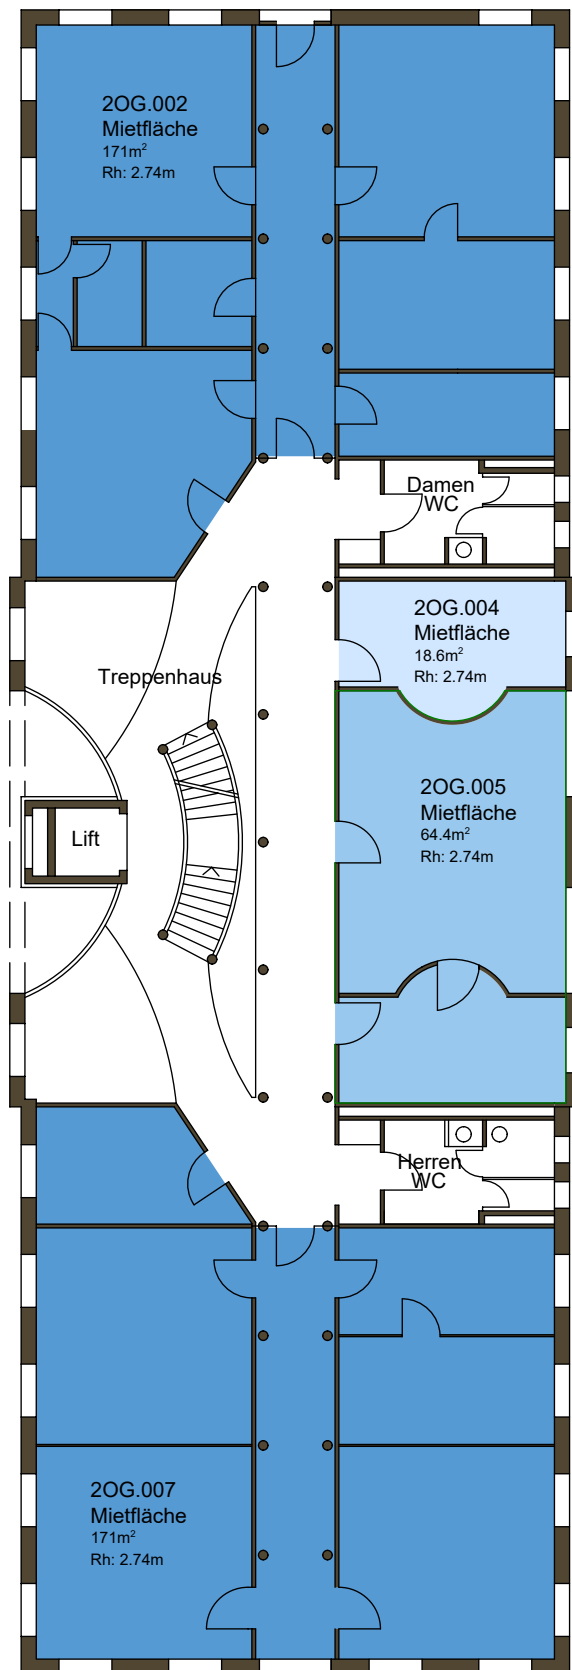 2OG.002
Mietfläche
171m²
Rh: 2.74m
Damen
WC
2OG.004
Mietfläche
18.6m²
Rh: 2.74m
Treppenhaus
2OG.005
Mietfläche
64.4m²
Rh: 2.74m
Lift
Herren
WC
2OG.007
Mietfläche
171m²
Rh: 2.74m